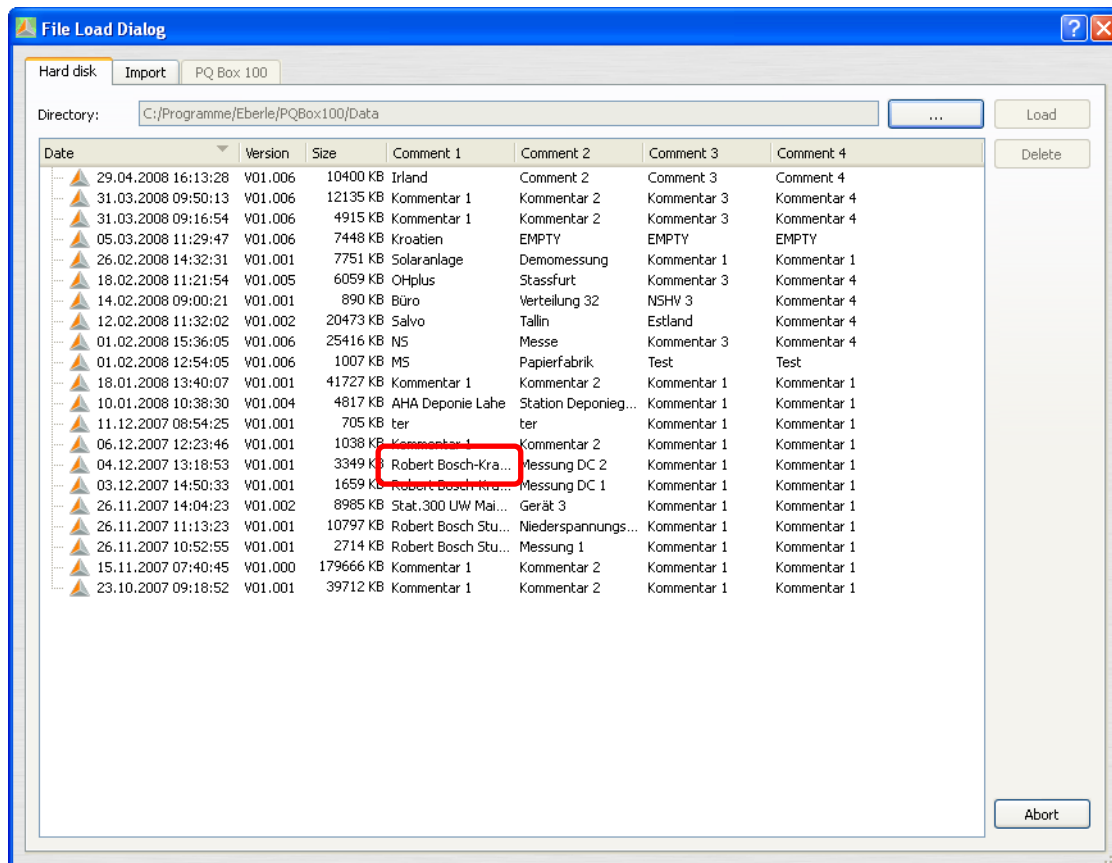 File Load Dialog
Hard disk Import PQ Box 100
Directory: C:/Programme/Eberle/PQBox100/Data ... Load
Date Version Size Comment 1 Comment 2 Comment 3 Comment 4 Delete
29.04.2008 16:13:28 V01.006 10400 KB Irland Comment 2 Comment 3 Comment 4
31.03.2008 09:50:13 V01.006 12135 KB Kommentar 1 Kommentar 2 Kommentar 3 Kommentar 4
31.03.2008 09:16:54 V01.006 4915 KB Kommentar 1 Kommentar 2 Kommentar 3 Kommentar 4
05.03.2008 11:29:47 V01.006 7448 KB Kroatien EMPTY EMPTY EMPTY
26.02.2008 14:32:31 V01.001 7751 KB Solaranlage Demomessung Kommentar 1 Kommentar 1
18.02.2008 11:21:54 V01.005 6059 KB OHplus Stassfurt Kommentar 3 Kommentar 4
14.02.2008 09:00:21 V01.001 890 KB Büro Verteilung 32 NSHV 3 Kommentar 4
12.02.2008 11:32:02 V01.002 20473 KB Salvo Tallin Estland Kommentar 4
01.02.2008 15:36:05 V01.006 25416 KB NS Messe Kommentar 3 Kommentar 4
01.02.2008 12:54:05 V01.006 1007 KB MS Papierfabrik Test Test
18.01.2008 13:40:07 V01.001 41727 KB Kommentar 1 Kommentar 2 Kommentar 1 Kommentar 1
10.01.2008 10:38:30 V01.004 4817 KB AHA Deponie Lahe Station Deponieg... Kommentar 1 Kommentar 1
11.12.2007 08:54:25 V01.001 705 KB ter ter Kommentar 1 Kommentar 1
06.12.2007 12:23:46 V01.001 1038 KB Kommentar 1 Kommentar 2 Kommentar 1 Kommentar 1
04.12.2007 13:18:53 V01.001 3349 KB Robert Bosch-Kra... Messung DC 2 Kommentar 1 Kommentar 1
03.12.2007 14:50:33 V01.001 1659 KB Robert Bosch-Kra... Messung DC 1 Kommentar 1 Kommentar 1
26.11.2007 14:04:23 V01.002 8985 KB Stat.300 UW Mai... Gerät 3 Kommentar 1 Kommentar 1
26.11.2007 11:13:23 V01.001 10797 KB Robert Bosch Stu... Niederspannungs... Kommentar 1 Kommentar 1
26.11.2007 10:52:55 V01.001 2714 KB Robert Bosch Stu... Messung 1 Kommentar 1 Kommentar 1
15.11.2007 07:40:45 V01.000 179666 KB Kommentar 1 Kommentar 2 Kommentar 1 Kommentar 1
23.10.2007 09:18:52 V01.001 39712 KB Kommentar 1 Kommentar 2 Kommentar 1 Kommentar 1
Abort